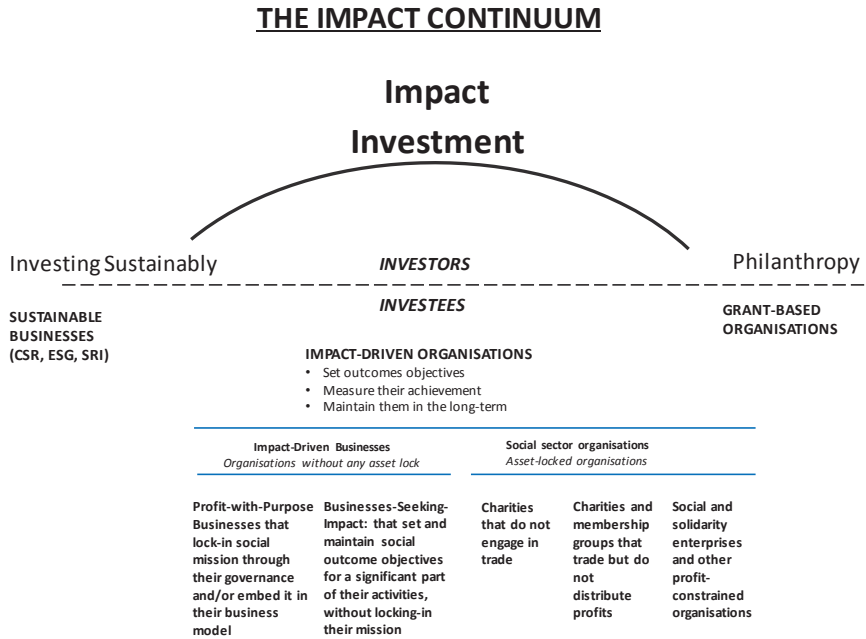 THE IMPACT CONTINUUM
Impact
Investment
Investing Sustainably
INVESTORS
Philanthropy
INVESTEES
SUSTAINABLE
BUSINESSES
(CSR, ESG, SRI)
GRANT-BASED
ORGANISATIONS
IMPACT-DRIVEN ORGANISATIONS
• Set outcomes objectives
• Measure their achievement
• Maintain them in the long-term
Impact-Driven Businesses
Organisations without any asset lock
Social sector organisations
Asset-locked organisations
Profit-with-Purpose
Businesses that
lock-in social
mission through
their governance
and/or embed it in
their business
model
Businesses-Seeking-
Impact: that set and
maintain social
outcome objectives
for a significant part
of their activities,
without locking-in
their mission
Charities
that do not
engage in
trade
Charities and
membership
groups that
trade but do
not
distribute
profits
Social and
solidarity
enterprises
and other
profit-
constrained
organisations